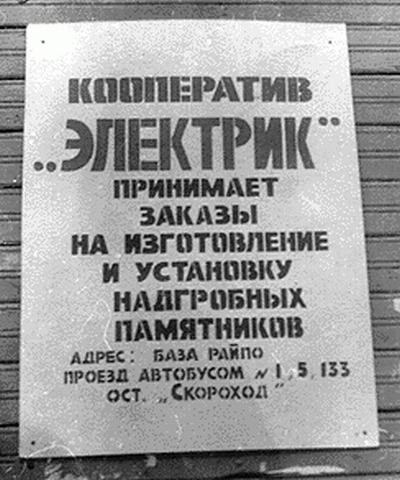 КООПЕРАТИВ
„ЭЛЕКТРИК"
ПРИНИМАЕТ
ЗАКАЗЫ
НА ИЗГОТОВЛЕНИЕ
И УСТАНОВКУ
НАДГРОБНЫХ
ПАМЯТНИКОВ
АДРЕС: БАЗА РАЙПО
ПРОЕЗД АВТОБУСОМ N 1, 5, 133
ОСТ. „СКОРОХОД"